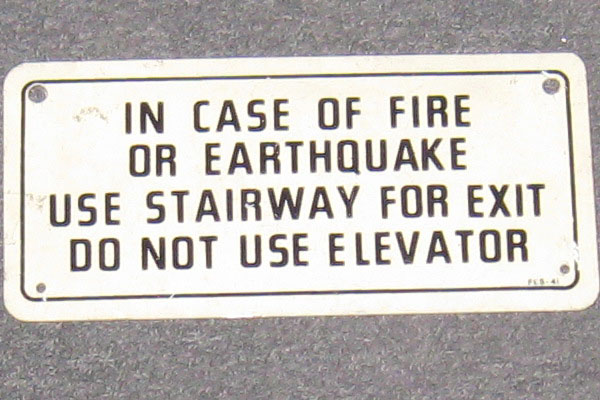 IN CASE OF FIRE
OR EARTHQUAKE
USE STAIRWAY FOR EXIT
DO NOT USE ELEVATOR